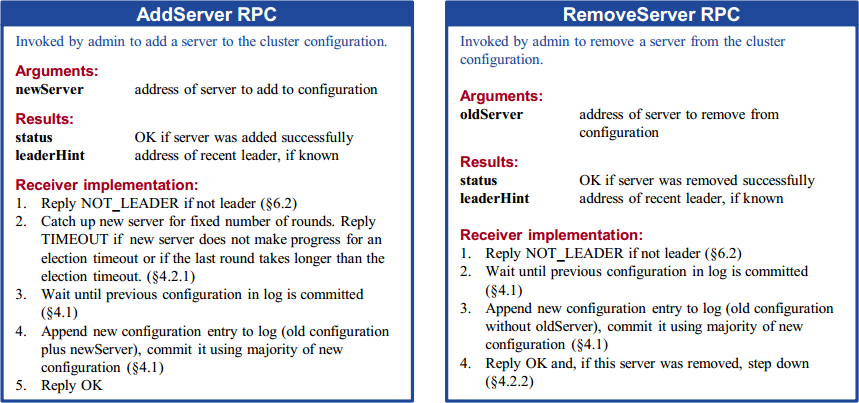 AddServer RPC
Invoked by admin to add a server to the cluster configuration.
Arguments:
newServer address of server to add to configuration
Results:
status OK if server was added successfully
leaderHint address of recent leader, if known
Receiver implementation:
1. Reply NOT_LEADER if not leader (§6.2)
2. Catch up new server for fixed number of rounds. Reply
TIMEOUT if new server does not make progress for an
election timeout or if the last round takes longer than the
election timeout. (§4.2.1)
3. Wait until previous configuration in log is committed
(§4.1)
4. Append new configuration entry to log (old configuration
plus newServer), commit it using majority of new
configuration (§4.1)
5. Reply OK
RemoveServer RPC
Invoked by admin to remove a server from the cluster
configuration.
Arguments:
oldServer address of server to remove from
configuration
Results:
status OK if server was removed successfully
leaderHint address of recent leader, if known
Receiver implementation:
1. Reply NOT_LEADER if not leader (§6.2)
2. Wait until previous configuration in log is committed
(§4.1)
3. Append new configuration entry to log (old configuration
without oldServer), commit it using majority of new
configuration (§4.1)
4. Reply OK and, if this server was removed, step down
(§4.2.2)